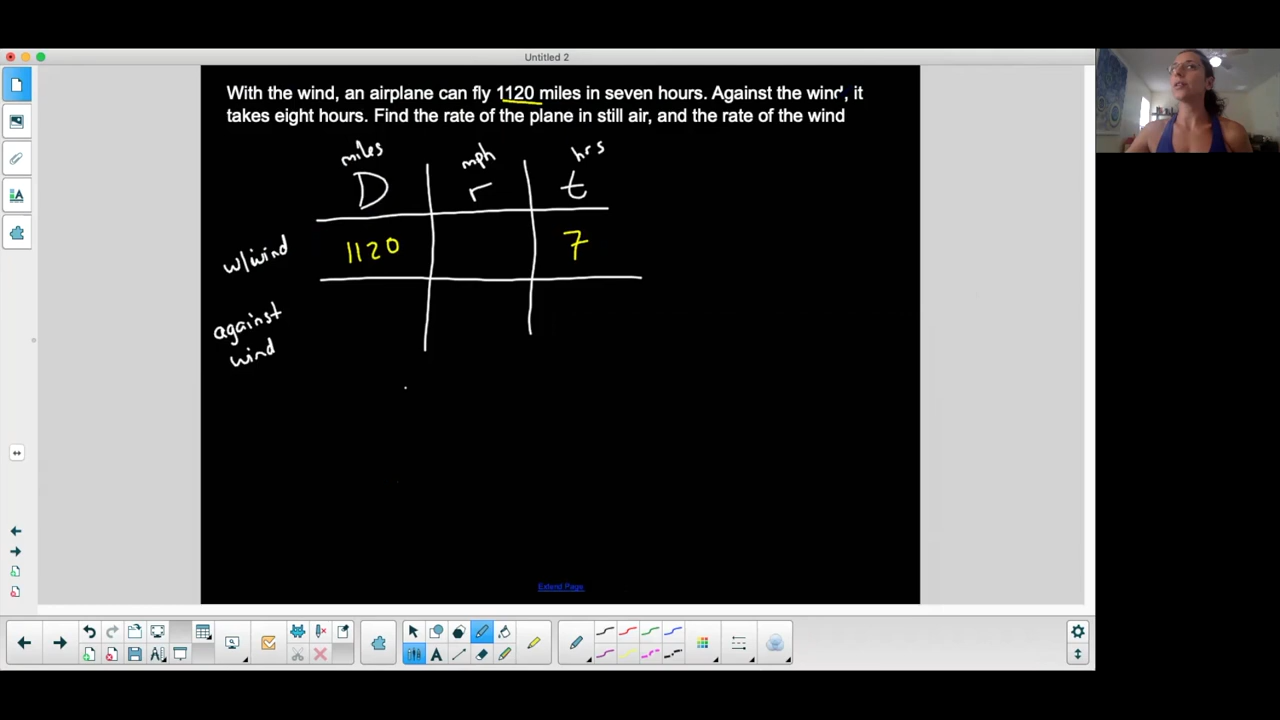 Untitled 2
With the wind, an airplane can fly 1120 miles in seven hours. Against the wind, it
takes eight hours. Find the rate of the plane in still air, and the rate of the wind
miles mph hrs
D r t
w/wind 1120 7
against
wind
Extend Page